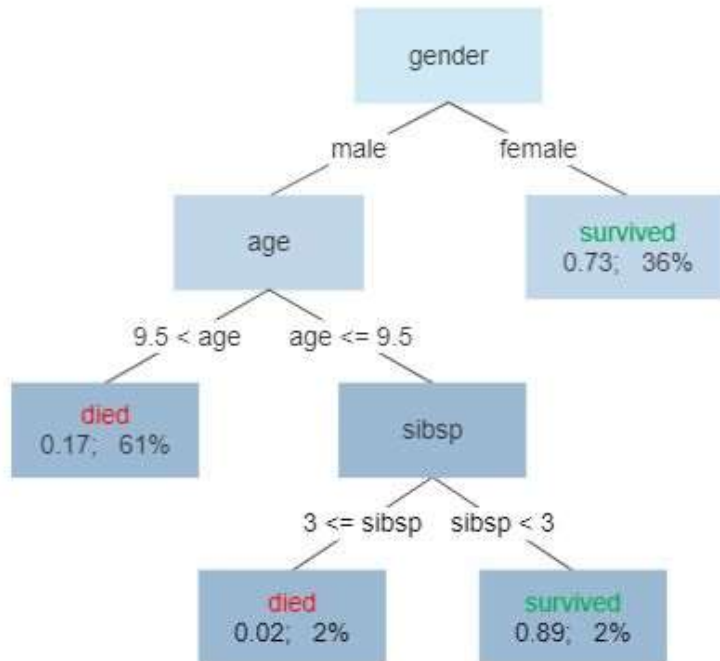 gender
male
female
age
survived
0.73; 36%
9.5 < age
age <= 9.5
died
0.17; 61%
sibsp
3 <= sibsp
sibsp < 3
died
0.02; 2%
survived
0.89; 2%